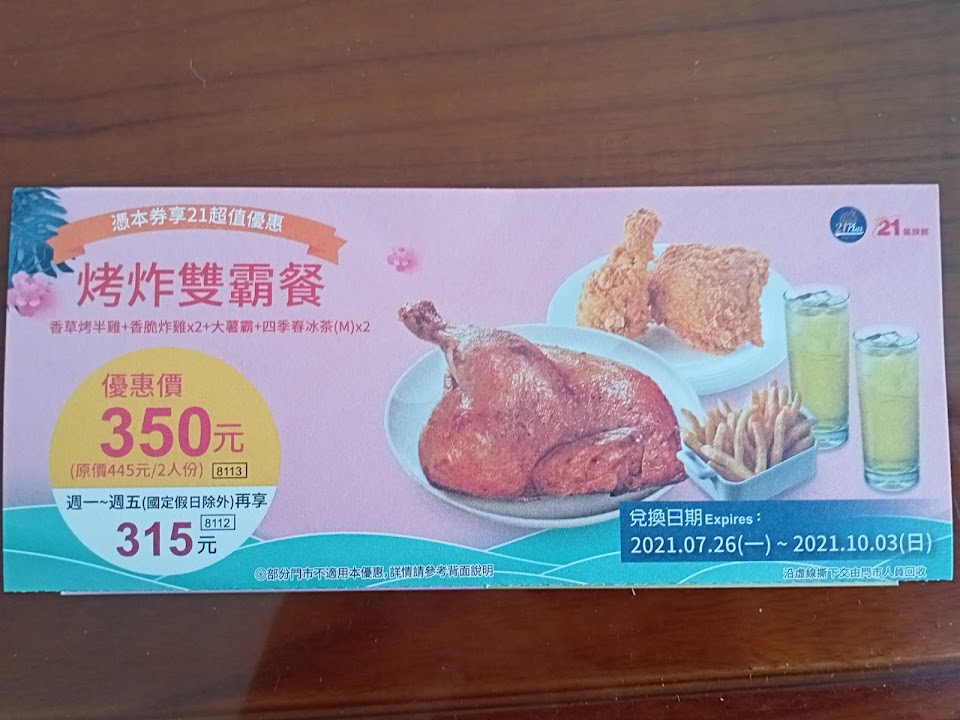 憑本券享21超值優惠
21Plus
21風味館
烤炸雙霸餐
香草烤半雞+香脆炸雞x2+大薯霸+四季春冰茶(M)x2
優惠價
350元
(原價445元/2人份) 8113
週一~週五(國定假日除外)再享
8112
315元
兌換日期 Expires：
2021.07.26(一) ~ 2021.10.03(日)
◎部分門市不適用本優惠，詳情請參考背面說明
沿虛線撕下交由門市人員回收